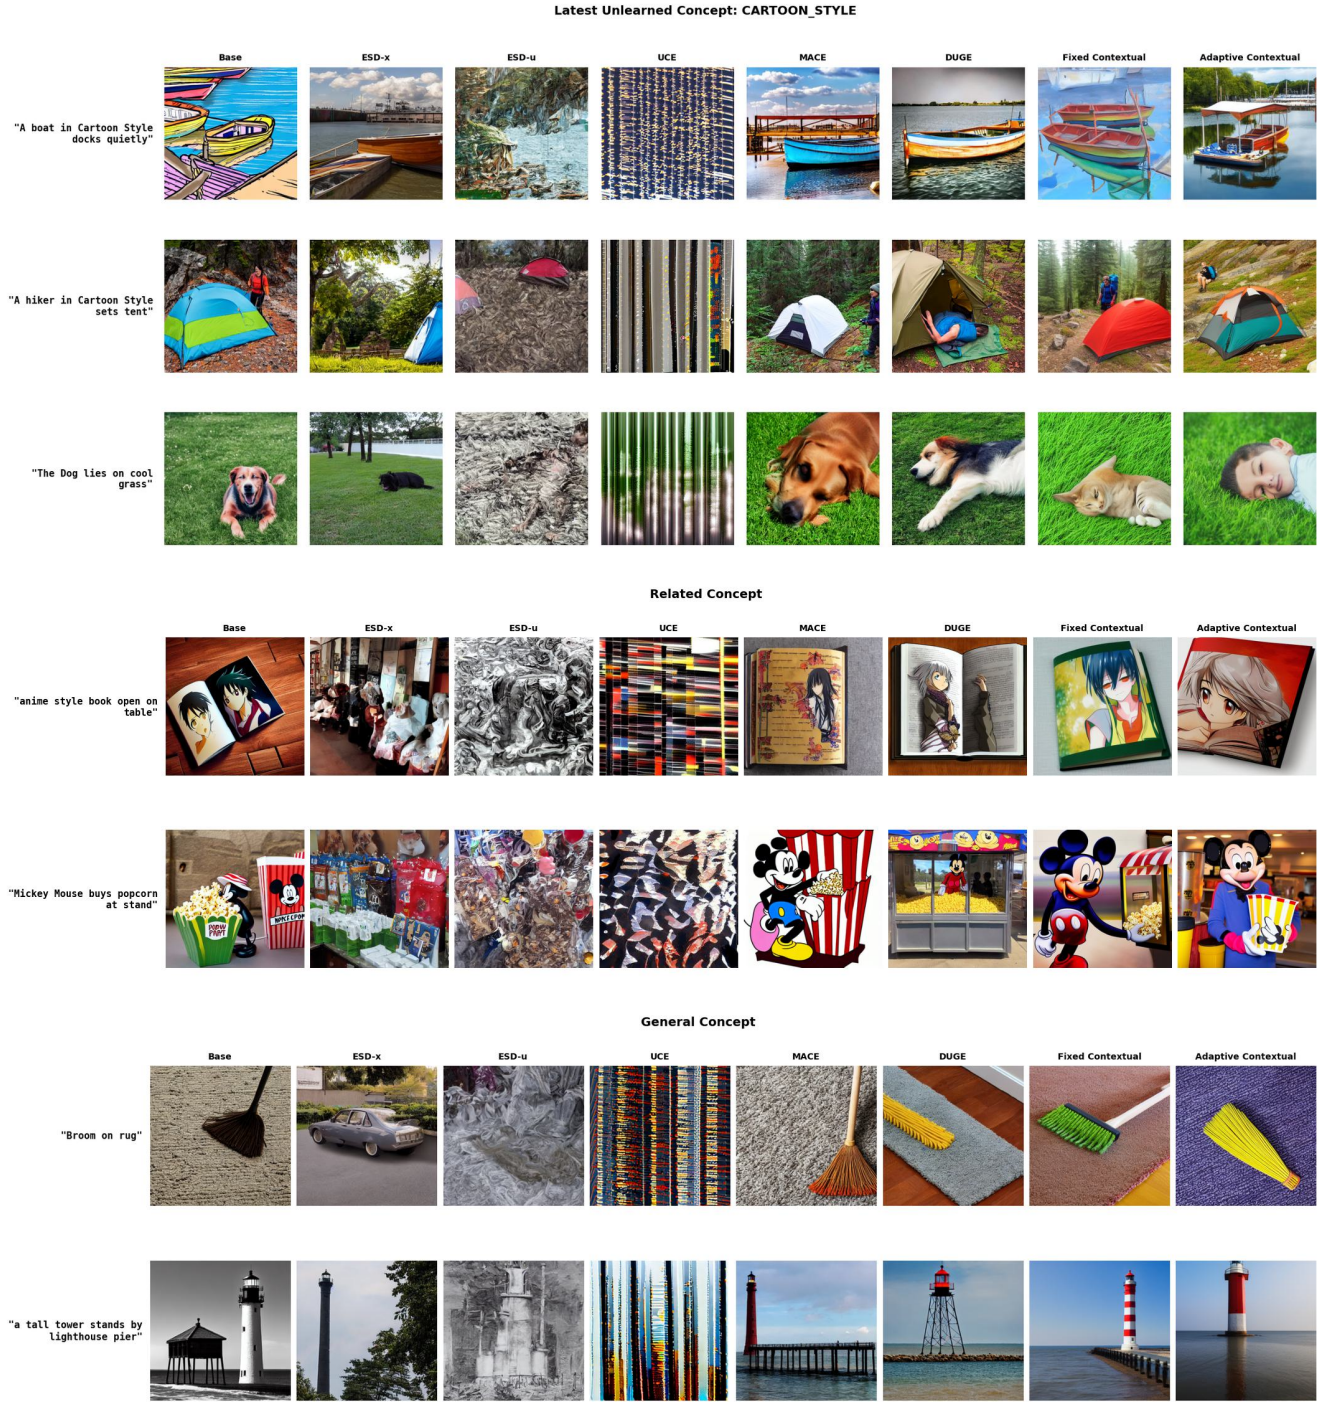 Latest Unlearned Concept: CARTOON_STYLE
Base ESD-x ESD-u UCE MACE DUGE Fixed Contextual Adaptive Contextual
"A boat in Cartoon Style
docks quietly"
"A hiker in Cartoon Style
sets tent"
"The Dog lies on cool
grass"
Related Concept
Base ESD-x ESD-u UCE MACE DUGE Fixed Contextual Adaptive Contextual
"anime style book open on
table"
"Mickey Mouse buys popcorn
at stand"
General Concept
Base ESD-x ESD-u UCE MACE DUGE Fixed Contextual Adaptive Contextual
"Broom on rug"
"a tall tower stands by
lighthouse pier"